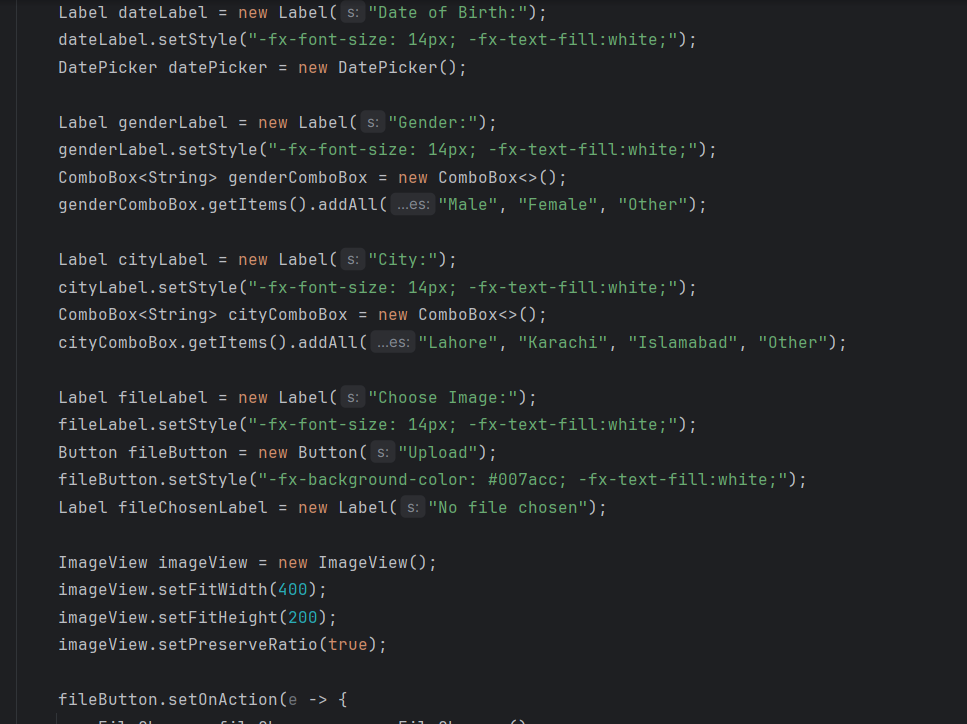 Label dateLabel = new Label( s: "Date of Birth:");
dateLabel.setStyle("-fx-font-size: 14px; -fx-text-fill:white;");
DatePicker datePicker = new DatePicker();
Label genderLabel = new Label( s: "Gender:");
genderLabel.setStyle("-fx-font-size: 14px; -fx-text-fill:white;");
ComboBox<String> genderComboBox = new ComboBox<>();
genderComboBox.getItems().addAll( ...es: "Male", "Female", "Other");
Label cityLabel = new Label( s: "City:");
cityLabel.setStyle("-fx-font-size: 14px; -fx-text-fill:white;");
ComboBox<String> cityComboBox = new ComboBox<>();
cityComboBox.getItems().addAll( ...es: "Lahore", "Karachi", "Islamabad", "Other");
Label fileLabel = new Label( s: "Choose Image:");
fileLabel.setStyle("-fx-font-size: 14px; -fx-text-fill:white;");
Button fileButton = new Button( s: "Upload");
fileButton.setStyle("-fx-background-color: #007acc; -fx-text-fill:white;");
Label fileChosenLabel = new Label( s: "No file chosen");
ImageView imageView = new ImageView();
imageView.setFitWidth(400);
imageView.setFitHeight(200);
imageView.setPreserveRatio(true);
fileButton.setOnAction(e -> {